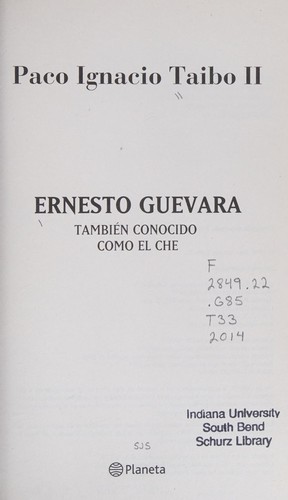 Paco Ignacio Taibo II
ERNESTO GUEVARA
TAMBIÉN CONOCIDO
COMO EL CHE
F
2849.22
.G85
T33
2014
Indiana University
South Bend
Schurz Library
SJS
Planeta